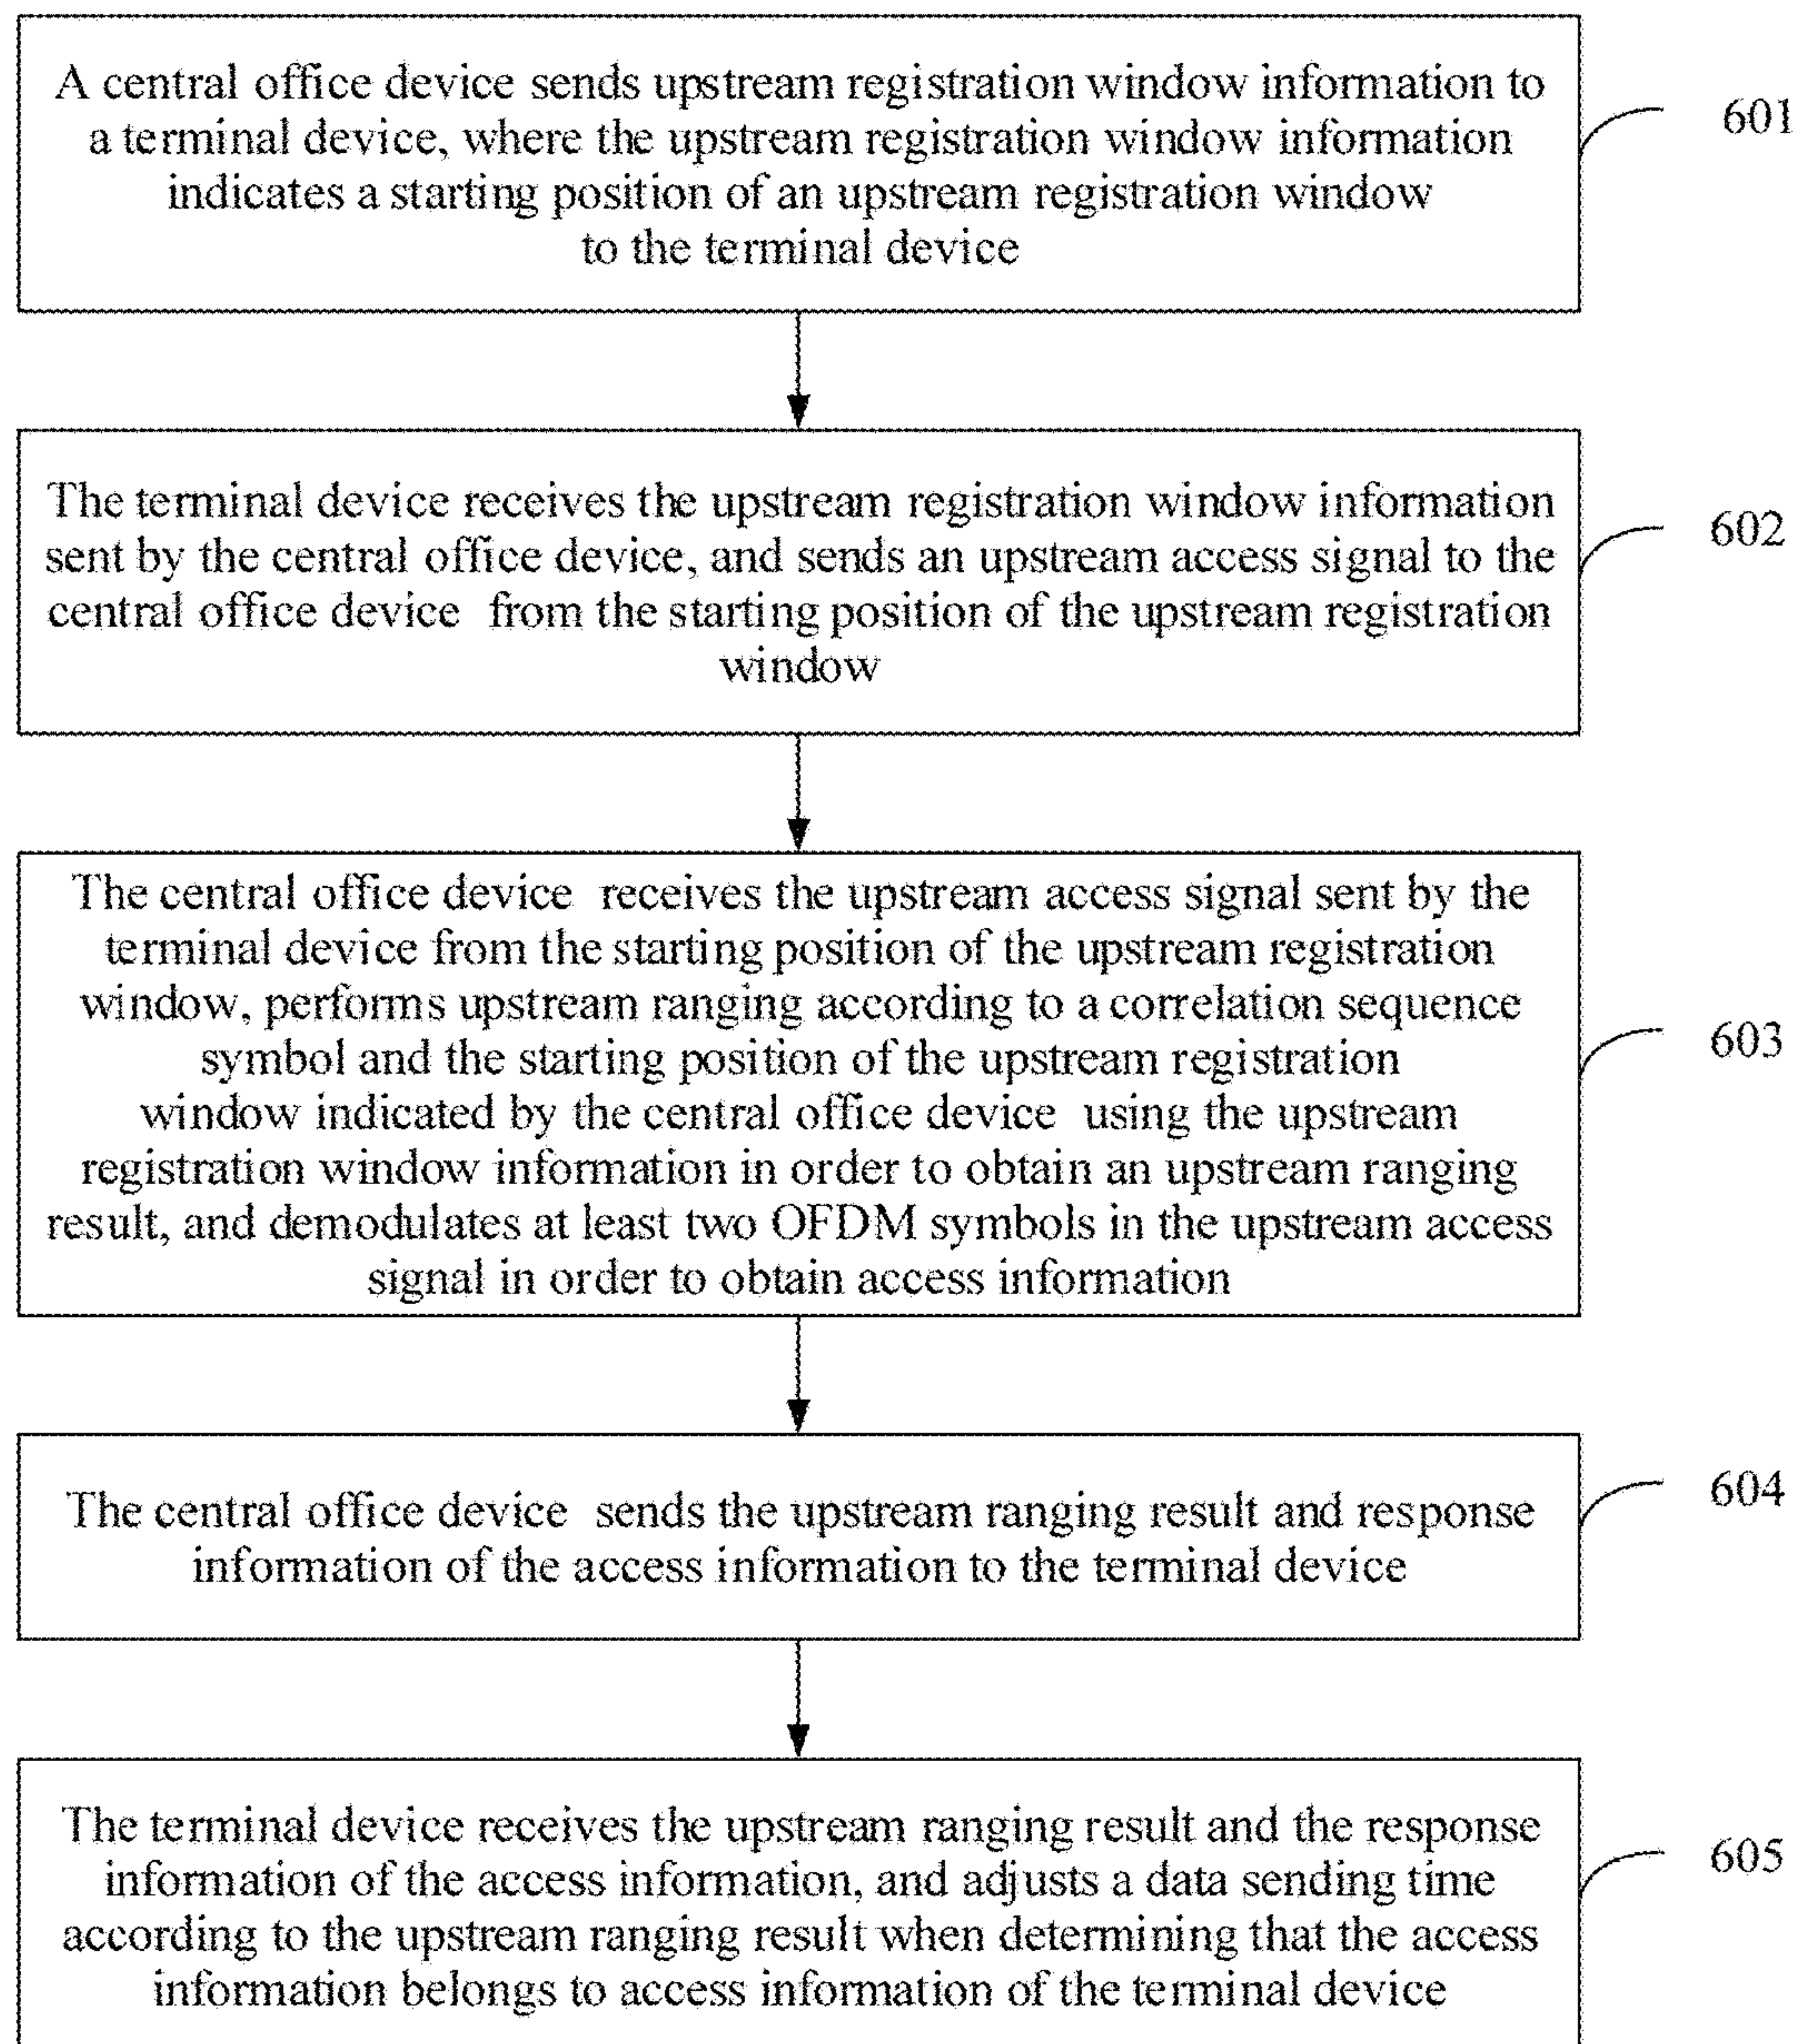 A central office device sends upstream registration window information to
a terminal device, where the upstream registration window information
indicates a starting position of an upstream registration window
to the terminal device
601
The terminal device receives the upstream registration window information
sent by the central office device, and sends an upstream access signal to the
central office device from the starting position of the upstream registration
window
602
The central office device receives the upstream access signal sent by the
terminal device from the starting position of the upstream registration
window, performs upstream ranging according to a correlation sequence
symbol and the starting position of the upstream registration
window indicated by the central office device using the upstream
registration window information in order to obtain an upstream ranging
result, and demodulates at least two OFDM symbols in the upstream access
signal in order to obtain access information
603
The central office device sends the upstream ranging result and response
information of the access information to the terminal device
604
The terminal device receives the upstream ranging result and the response
information of the access information, and adjusts a data sending time
according to the upstream ranging result when determining that the access
information belongs to access information of the terminal device
605